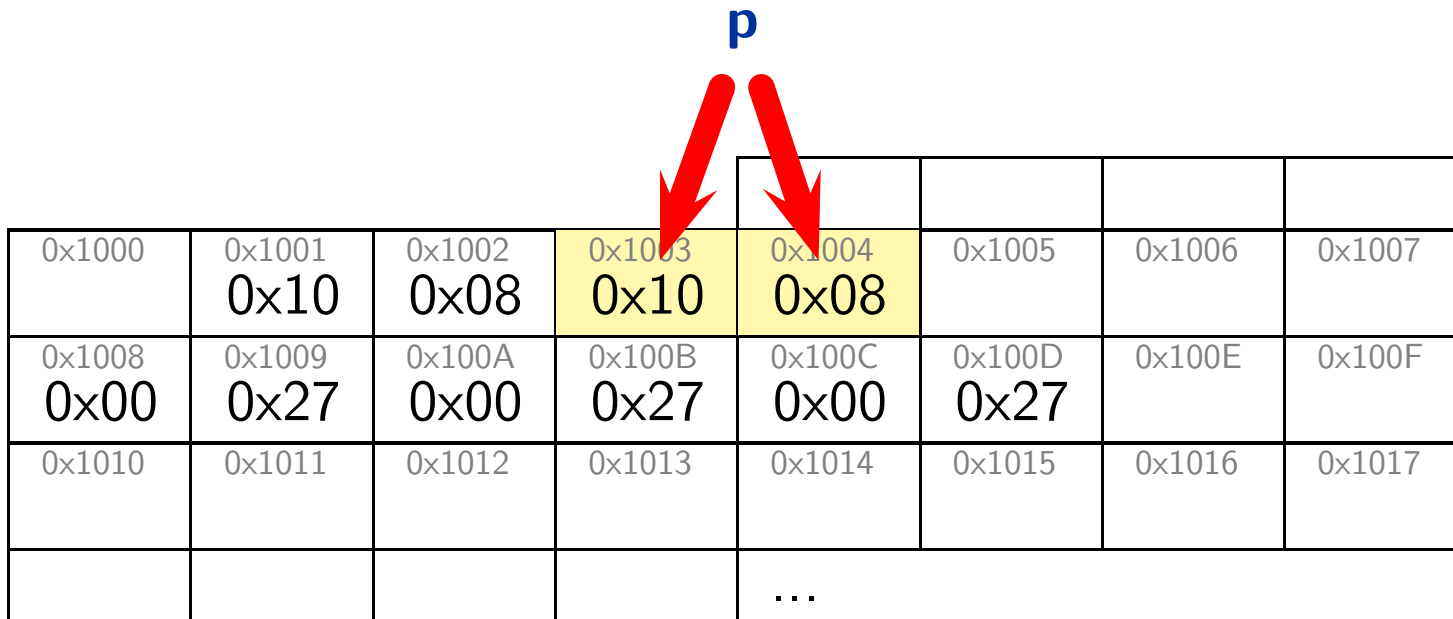 p
0x1000 0x1001 0x1002 0x1003 0x1004 0x1005 0x1006 0x1007
0x10 0x08 0x10 0x08
0x1008 0x1009 0x100A 0x100B 0x100C 0x100D 0x100E 0x100F
0x00 0x27 0x00 0x27 0x00 0x27
0x1010 0x1011 0x1012 0x1013 0x1014 0x1015 0x1016 0x1017
...